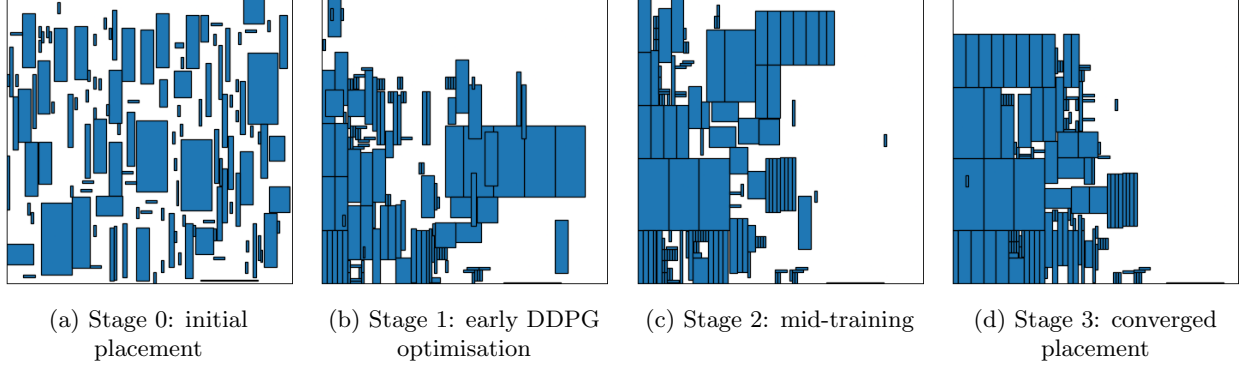 (a) Stage 0: initial
placement
(b) Stage 1: early DDPG
optimisation
(c) Stage 2: mid-training
(d) Stage 3: converged
placement